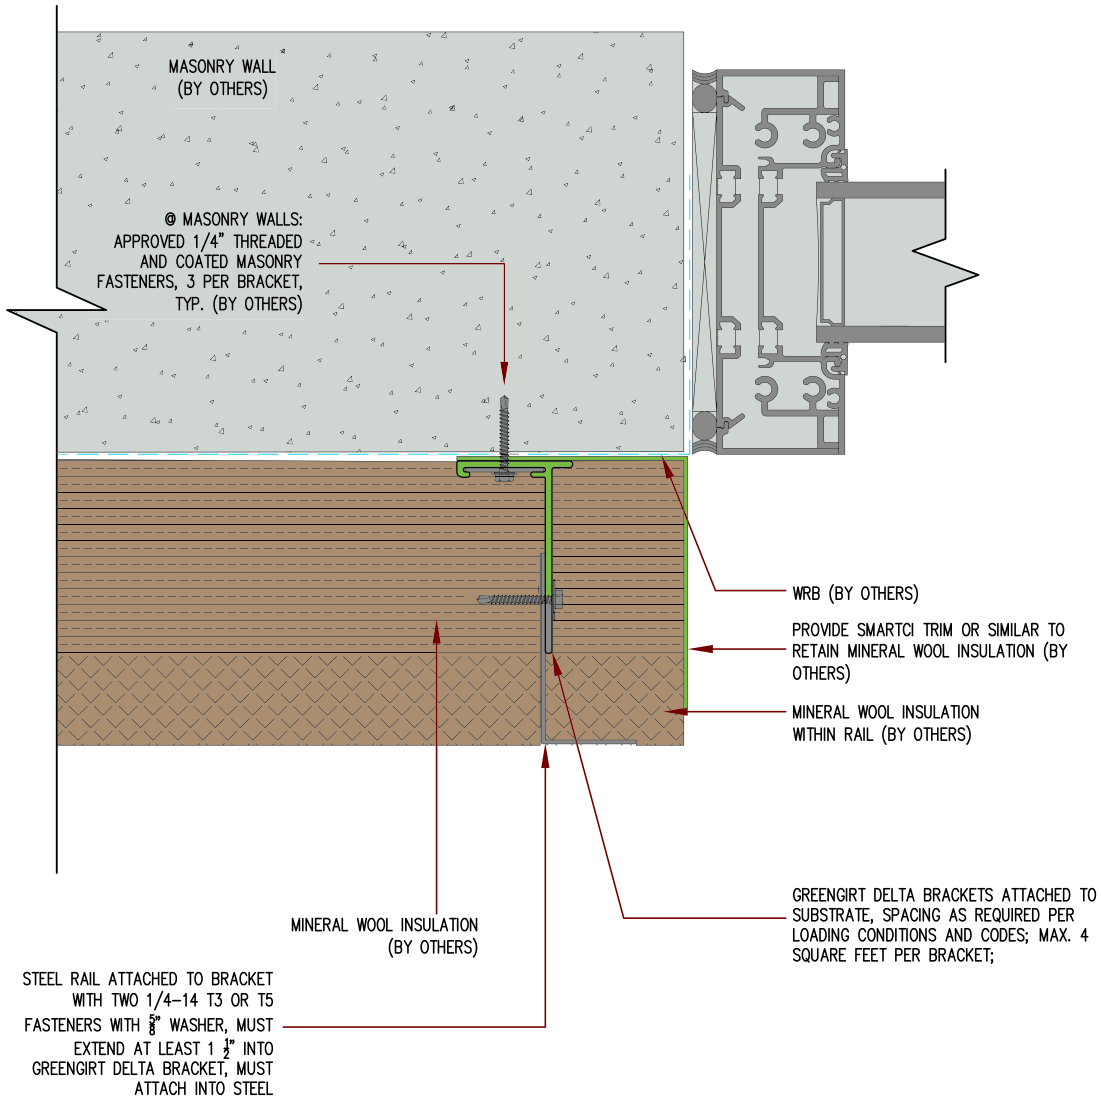 MASONRY WALL
(BY OTHERS)
@ MASONRY WALLS:
APPROVED 1/4" THREADED
AND COATED MASONRY
FASTENERS, 3 PER BRACKET,
TYP. (BY OTHERS)
WRB (BY OTHERS)
PROVIDE SMARTCI TRIM OR SIMILAR TO
RETAIN MINERAL WOOL INSULATION (BY
OTHERS)
MINERAL WOOL INSULATION
WITHIN RAIL (BY OTHERS)
GREENGIRT DELTA BRACKETS ATTACHED TO
SUBSTRATE, SPACING AS REQUIRED PER
LOADING CONDITIONS AND CODES; MAX. 4
SQUARE FEET PER BRACKET;
MINERAL WOOL INSULATION
(BY OTHERS)
STEEL RAIL ATTACHED TO BRACKET
WITH TWO 1/4-14 T3 OR T5
FASTENERS WITH 5/8" WASHER, MUST
EXTEND AT LEAST 1 1/2" INTO
GREENGIRT DELTA BRACKET, MUST
ATTACH INTO STEEL